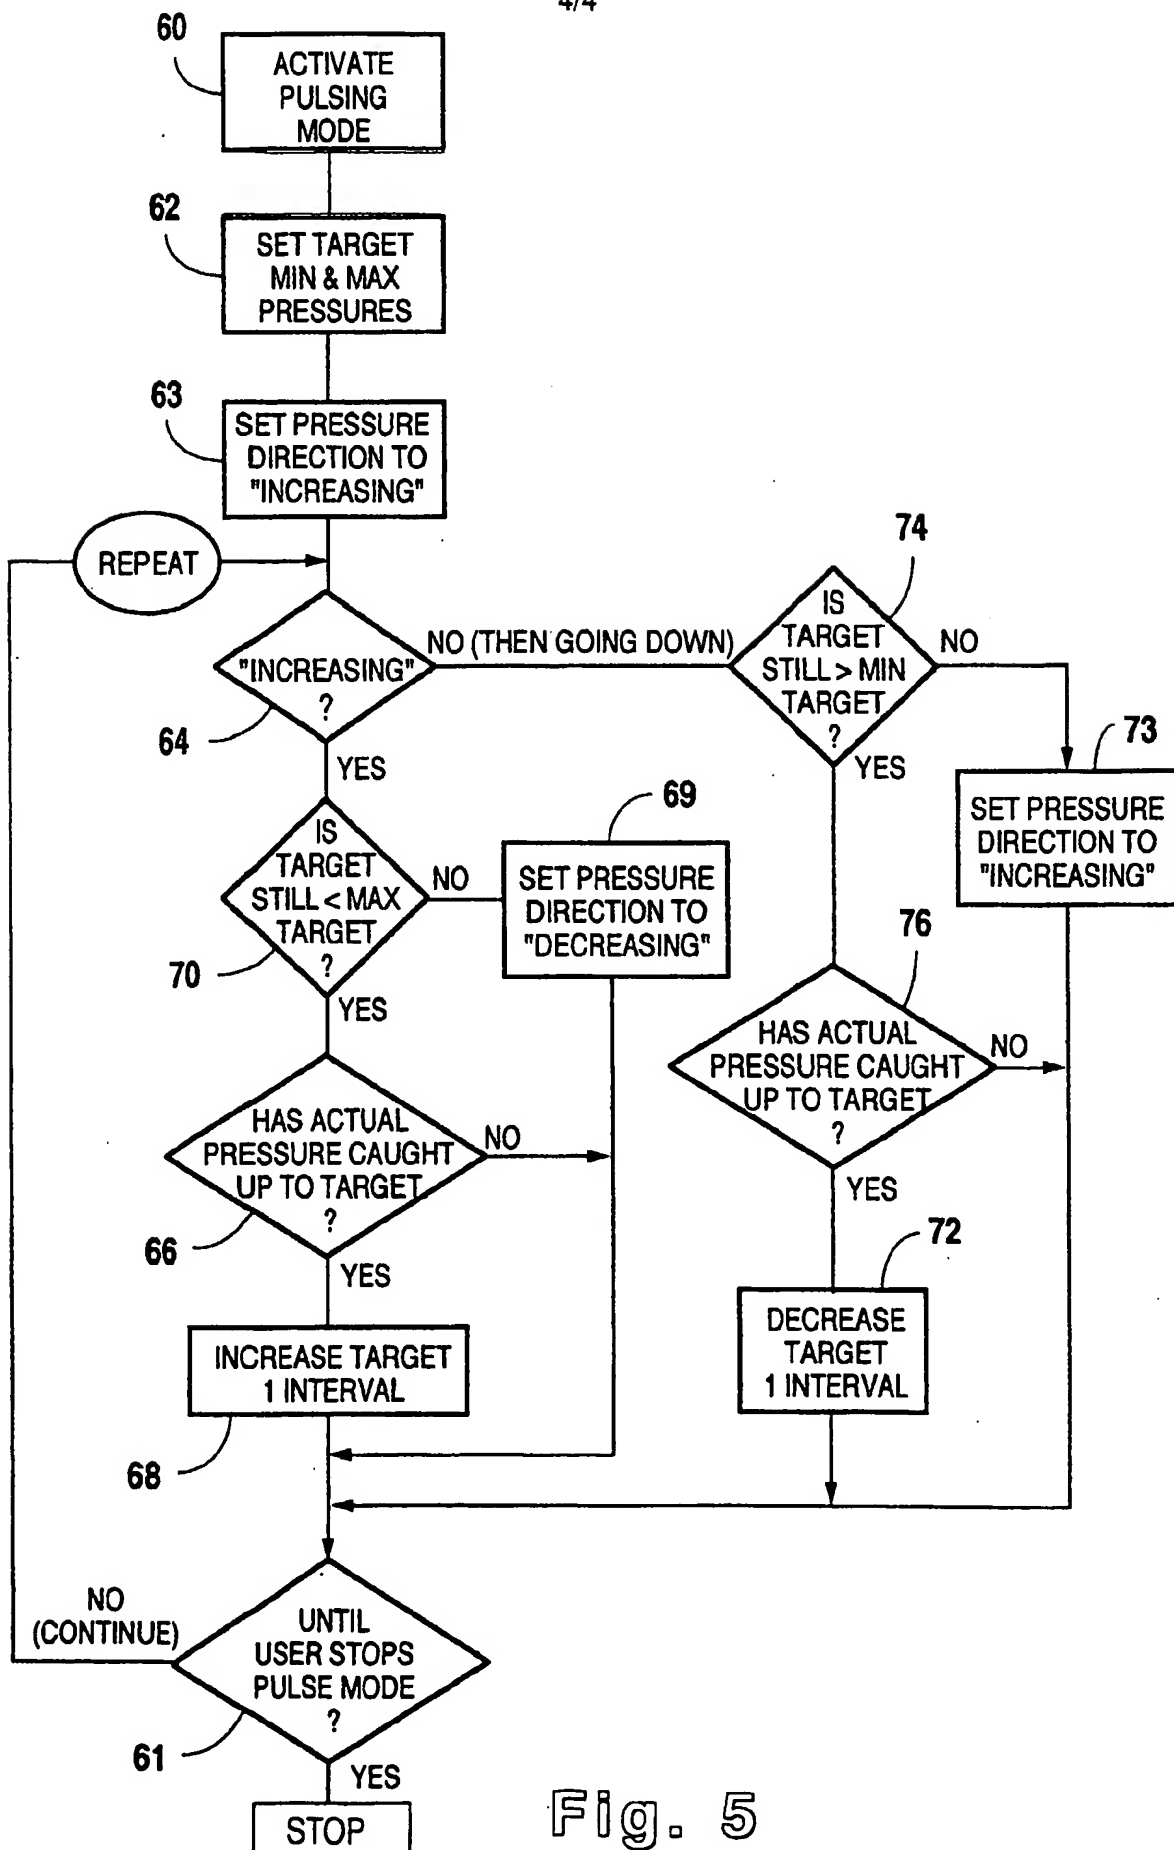 4/4
60
ACTIVATE
PULSING
MODE
62
SET TARGET
MIN & MAX
PRESSURES
63
SET PRESSURE
DIRECTION TO
"INCREASING"
REPEAT
"INCREASING"
?
64
NO (THEN GOING DOWN)
YES
74
IS
TARGET
STILL > MIN
TARGET
?
NO
YES
73
SET PRESSURE
DIRECTION TO
"INCREASING"
IS
TARGET
STILL < MAX
TARGET
?
70
NO
YES
69
SET PRESSURE
DIRECTION TO
"DECREASING"
76
HAS ACTUAL
PRESSURE CAUGHT
UP TO TARGET
?
NO
YES
HAS ACTUAL
PRESSURE CAUGHT
UP TO TARGET
?
66
NO
YES
72
DECREASE
TARGET
1 INTERVAL
INCREASE TARGET
1 INTERVAL
68
NO
(CONTINUE)
UNTIL
USER STOPS
PULSE MODE
?
61
YES
STOP
Fig. 5